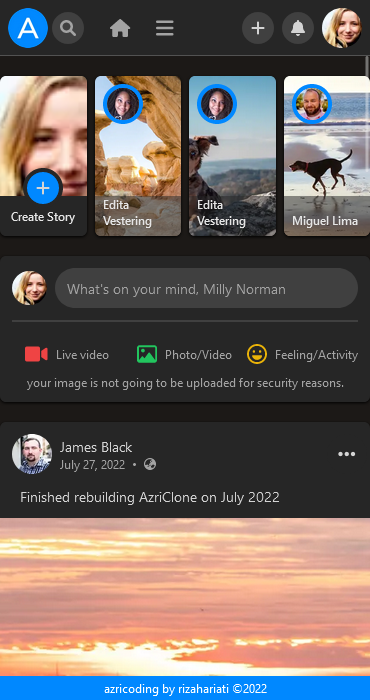 A
Create Story
Edita
Vestering
Edita
Vestering
Miguel Lima
What's on your mind, Milly Norman
Live video
Photo/Video
Feeling/Activity
your image is not going to be uploaded for security reasons.
James Black
July 27, 2022 •
Finished rebuilding AzriClone on July 2022
azricoding by rizahariati ©2022